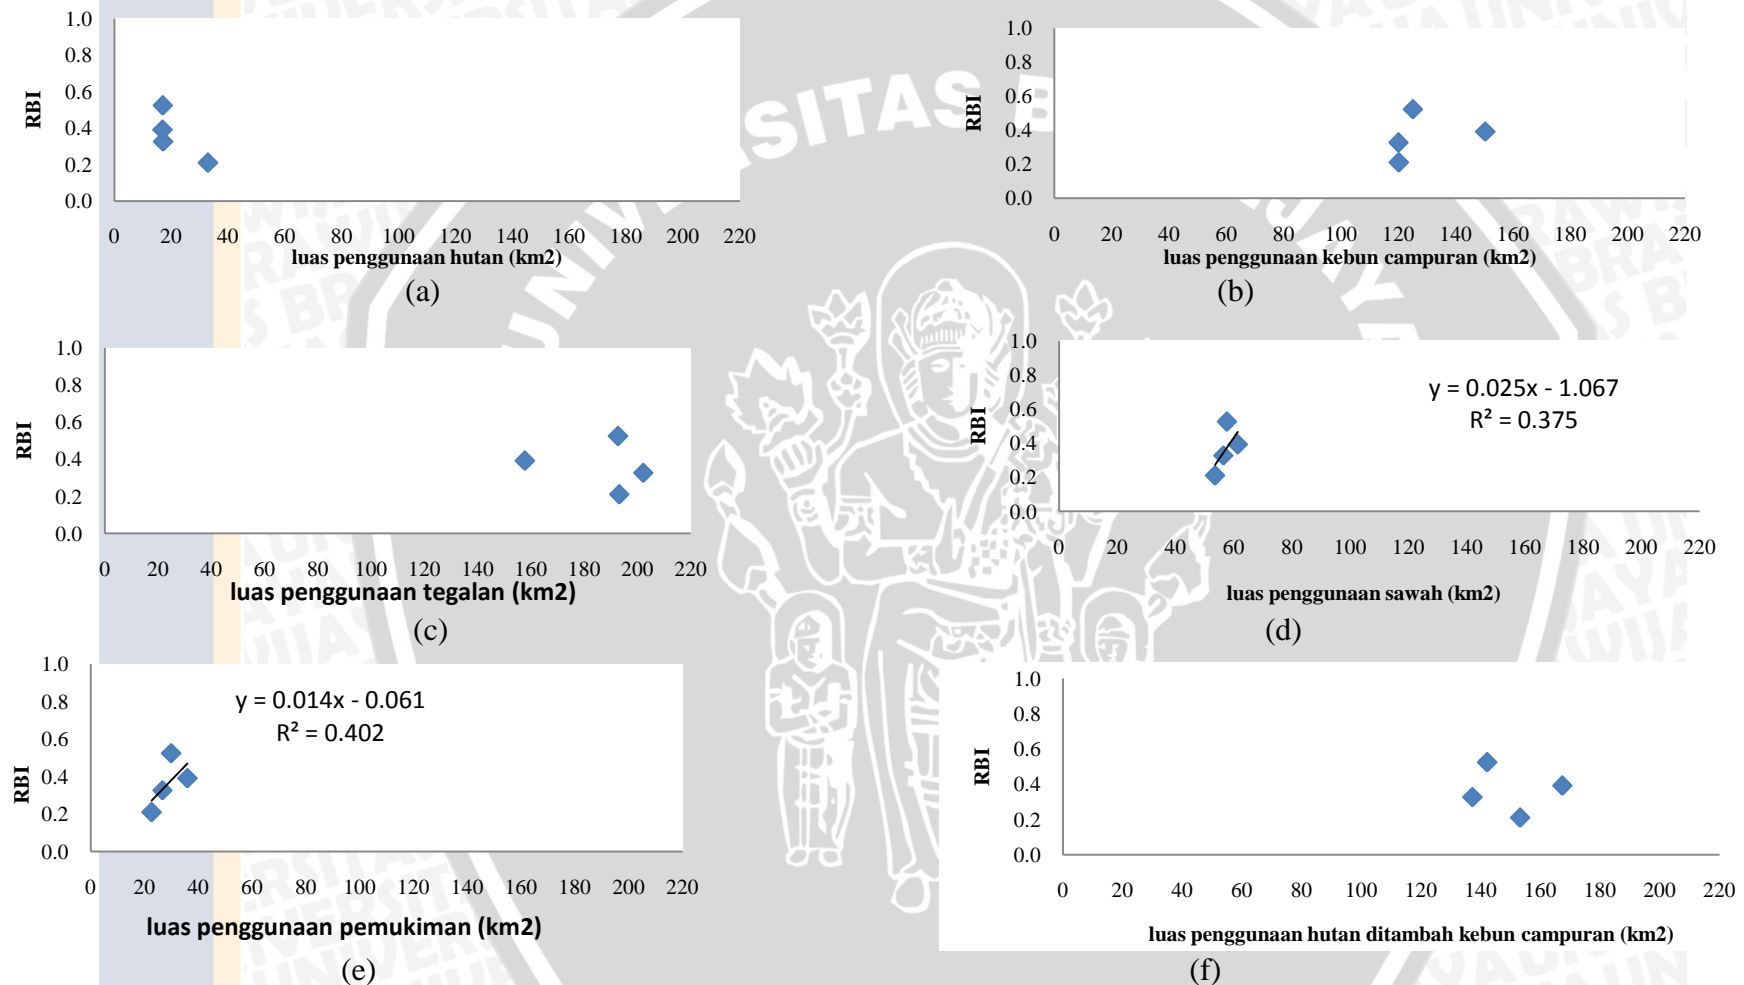 1.0
0.8
0.6
0.4
0.2
0.0
RBI
0 20 40 60 80 100 120 140 160 180 200 220
luas penggunaan hutan (km2)
(a)
1.0
0.8
0.6
0.4
0.2
0.0
RBI
0 20 40 60 80 100 120 140 160 180 200 220
luas penggunaan kebun campuran (km2)
(b)
1.0
0.8
0.6
0.4
0.2
0.0
RBI
0 20 40 60 80 100 120 140 160 180 200 220
luas penggunaan tegalan (km2)
(c)
1.0
0.8
0.6
0.4
0.2
0.0
RBI
y = 0.025x - 1.067
R² = 0.375
0 20 40 60 80 100 120 140 160 180 200 220
luas penggunaan sawah (km2)
(d)
1.0
0.8
0.6
0.4
0.2
0.0
RBI
y = 0.014x - 0.061
R² = 0.402
0 20 40 60 80 100 120 140 160 180 200 220
luas penggunaan pemukiman (km2)
(e)
1.0
0.8
0.6
0.4
0.2
0.0
RBI
0 20 40 60 80 100 120 140 160 180 200 220
luas penggunaan hutan ditambah kebun campuran (km2)
(f)